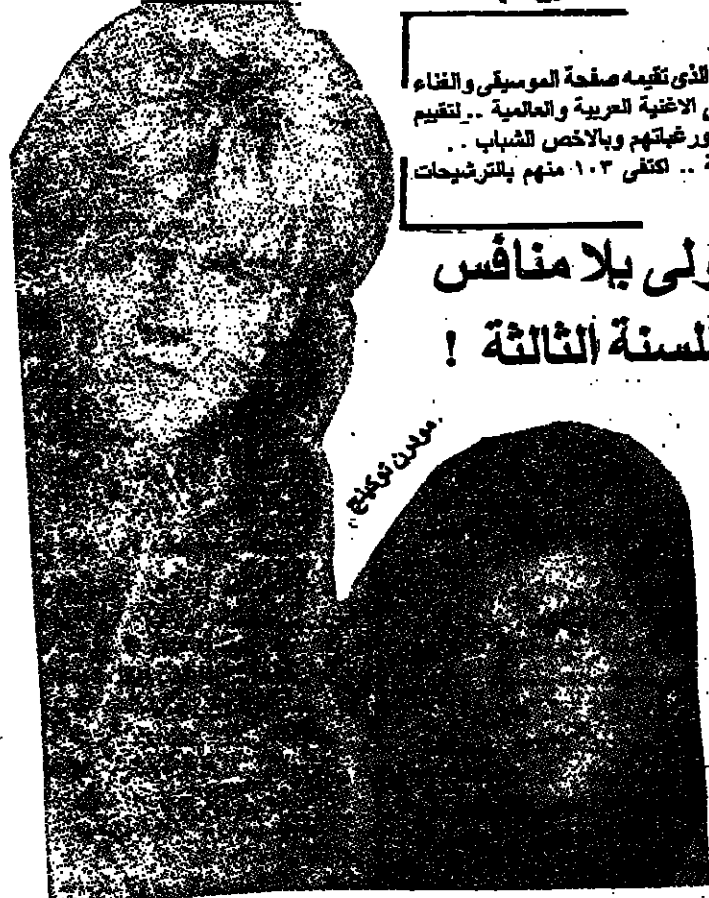 الذى تقيمه صفحة الموسيقى والغناء
الاغنية العربية والعالمية .. لتقييم
ورغباتهم وبالاخص الشباب ..
.. اكتفى ١٠٣ منهم بالترشيحات
بلا منافس
للسنة الثالثة !
مودرن توكينج